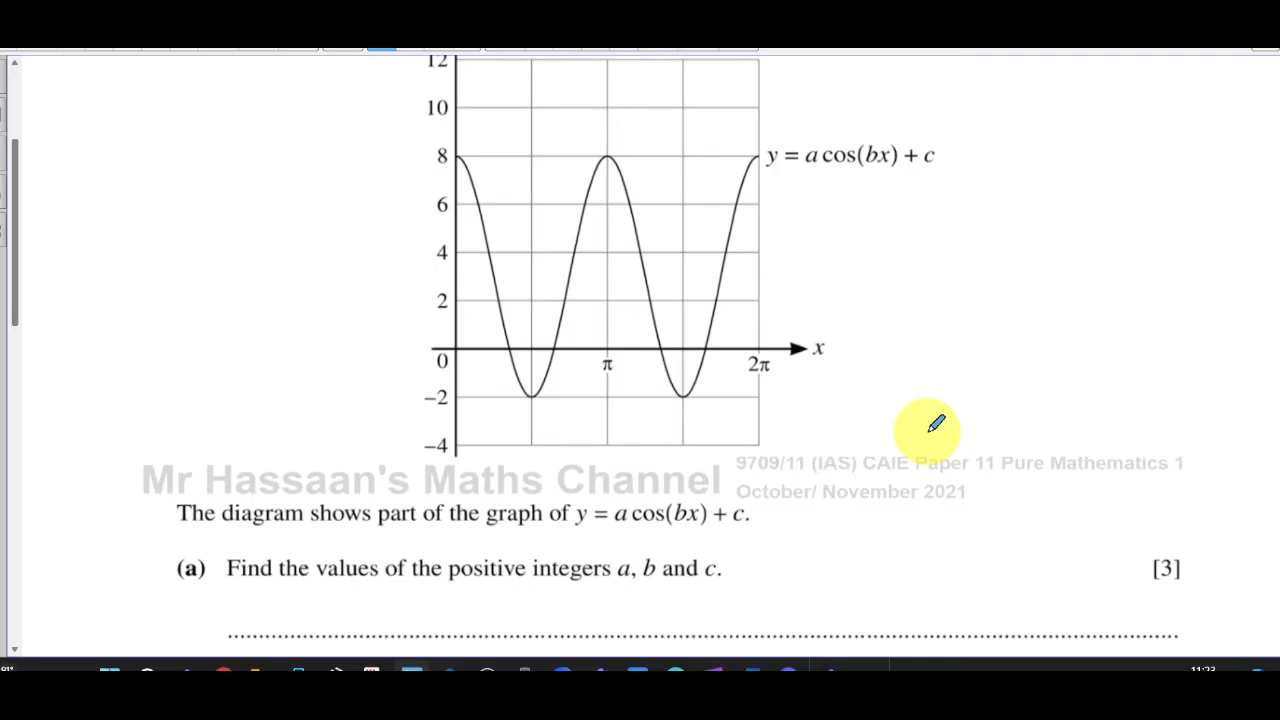 12
10
8
y = a cos(bx) + c
6
4
2
0
π
2π
x
−2
−4
Mr Hassaan's Maths Channel
9709/11 (IAS) CAIE Paper 11 Pure Mathematics 1
October/ November 2021
The diagram shows part of the graph of y = a cos(bx) + c.
(a) Find the values of the positive integers a, b and c. [3]
11:23